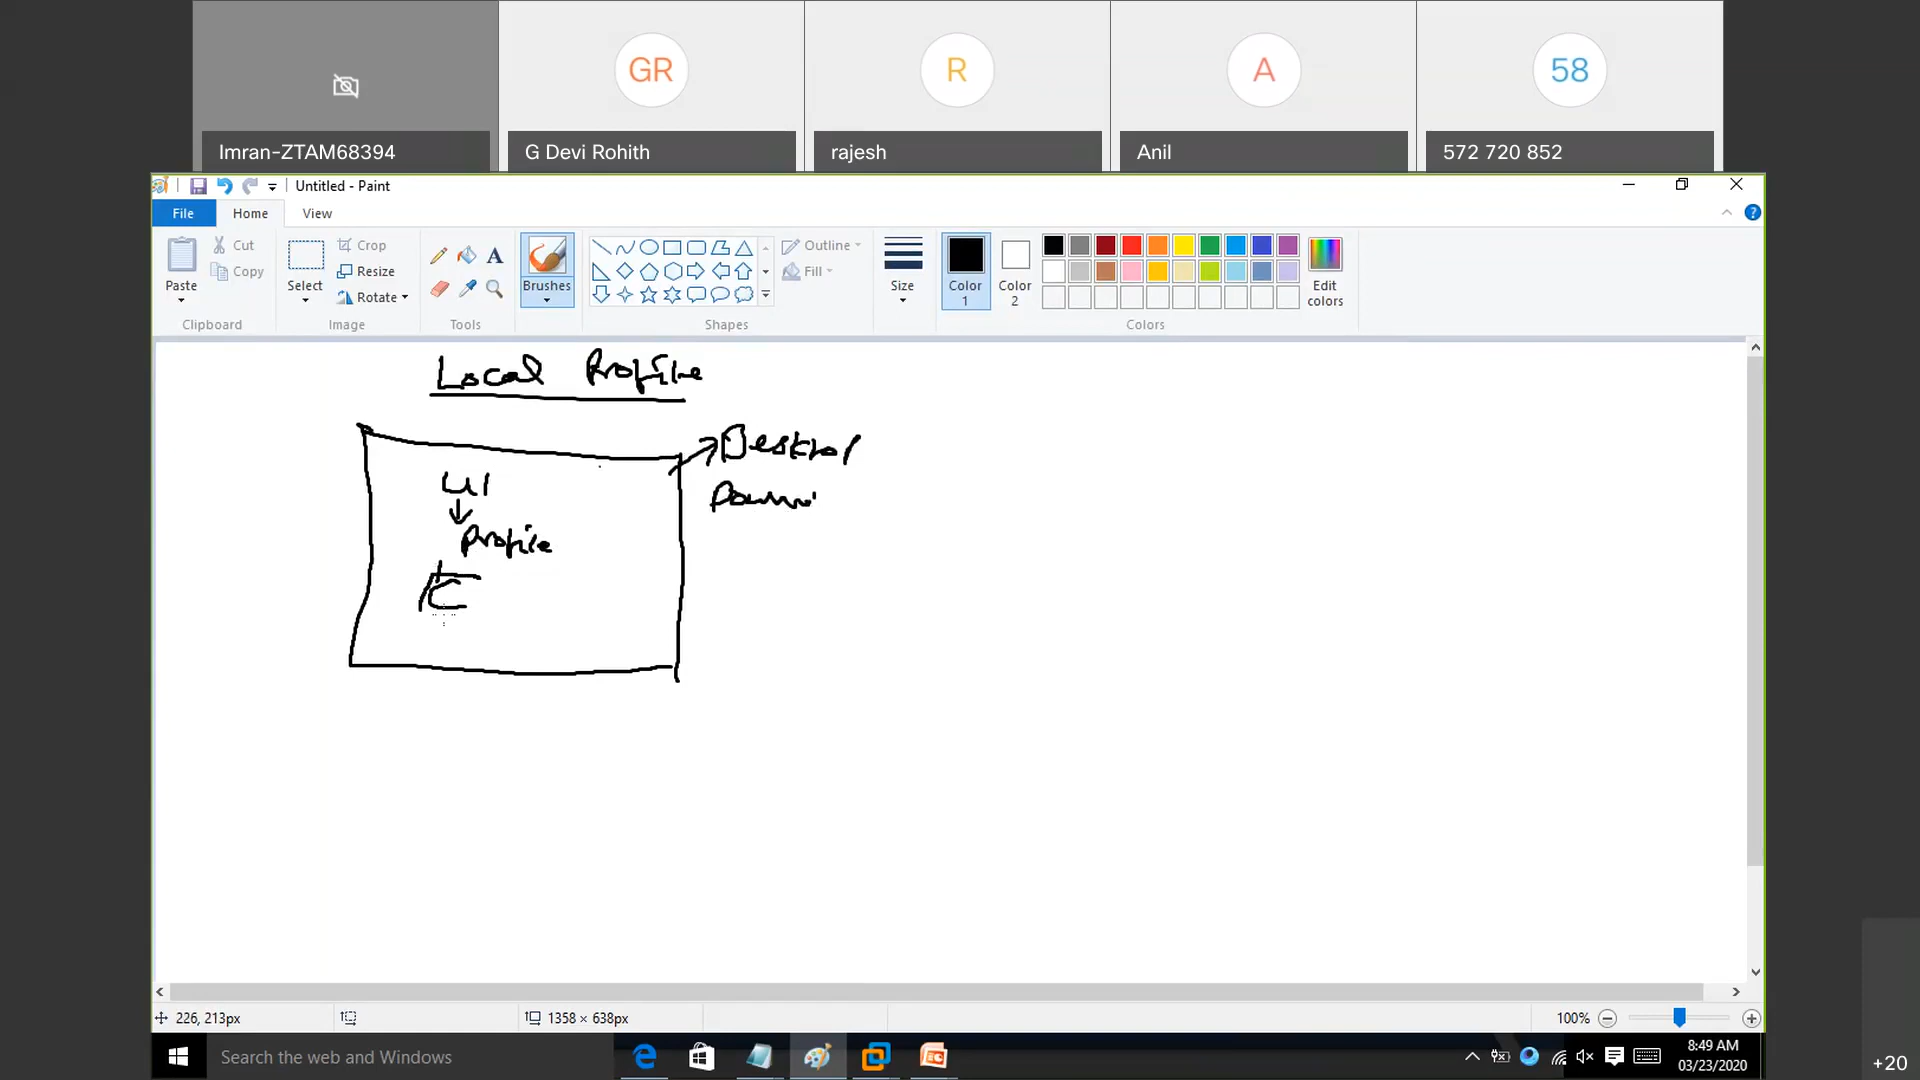 GR
R
A
58
Imran-ZTAM68394
G Devi Rohith
rajesh
Anil
572 720 852
Untitled - Paint
File
Home
View
Paste
Cut
Copy
Clipboard
Select
Crop
Resize
Rotate
Image
A
Tools
Brushes
Shapes
Outline
Fill
Size
Color 1
Color 2
Edit colors
Colors
Local Profile
Desktop
U1
Profile
C
226, 213px
1358 × 638px
100%
Search the web and Windows
8:49 AM
03/23/2020
+20